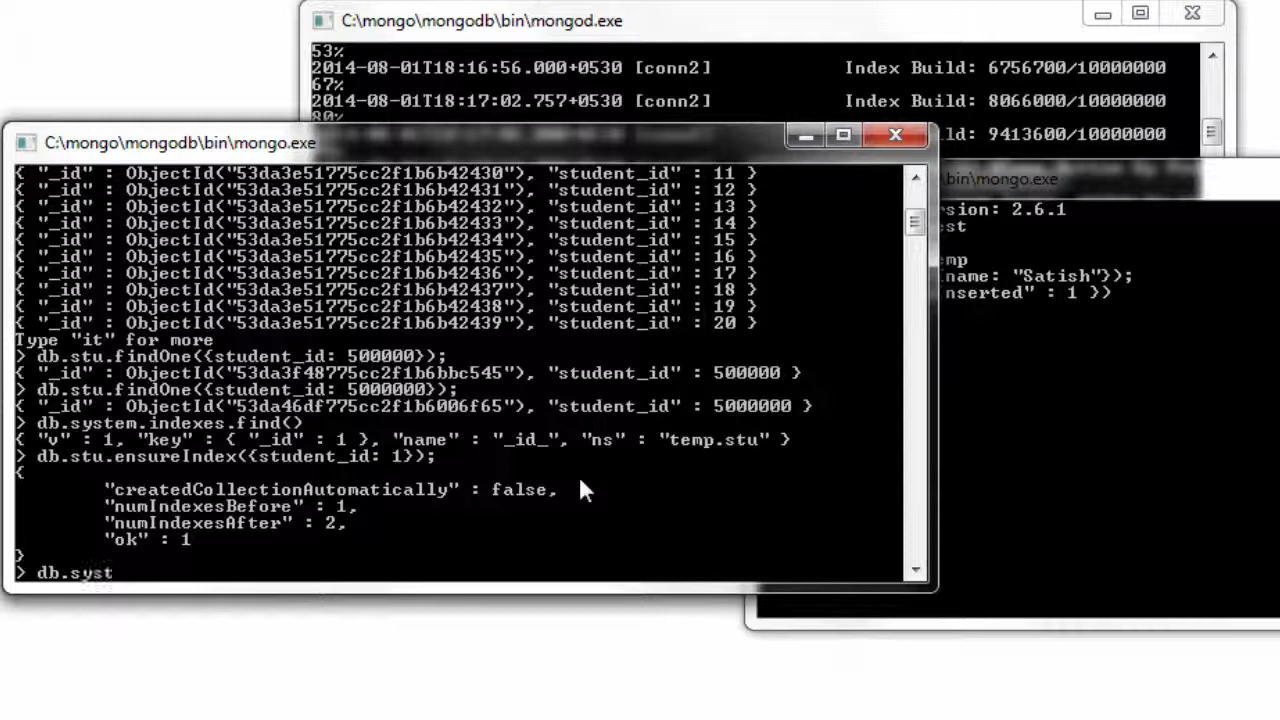 C:\mongo\mongodb\bin\mongod.exe
53%
2014-08-01T18:16:56.000+0530 [conn2] Index Build: 6756700/10000000
67%
2014-08-01T18:17:02.757+0530 [conn2] Index Build: 8066000/10000000
80%
ld: 9413600/10000000
C:\mongo\mongodb\bin\mongo.exe
{ "_id" : ObjectId("53da3e51775cc2f1b6b42430"), "student_id" : 11 }
{ "_id" : ObjectId("53da3e51775cc2f1b6b42431"), "student_id" : 12 }
{ "_id" : ObjectId("53da3e51775cc2f1b6b42432"), "student_id" : 13 }
{ "_id" : ObjectId("53da3e51775cc2f1b6b42433"), "student_id" : 14 }
{ "_id" : ObjectId("53da3e51775cc2f1b6b42434"), "student_id" : 15 }
{ "_id" : ObjectId("53da3e51775cc2f1b6b42435"), "student_id" : 16 }
{ "_id" : ObjectId("53da3e51775cc2f1b6b42436"), "student_id" : 17 }
{ "_id" : ObjectId("53da3e51775cc2f1b6b42437"), "student_id" : 18 }
{ "_id" : ObjectId("53da3e51775cc2f1b6b42438"), "student_id" : 19 }
{ "_id" : ObjectId("53da3e51775cc2f1b6b42439"), "student_id" : 20 }
Type "it" for more
> db.stu.findOne({student_id: 500000});
{ "_id" : ObjectId("53da3f48775cc2f1b6bbc545"), "student_id" : 500000 }
> db.stu.findOne({student_id: 5000000});
{ "_id" : ObjectId("53da46df775cc2f1b6006f65"), "student_id" : 5000000 }
> db.system.indexes.find()
{ "v" : 1, "key" : { "_id" : 1 }, "name" : "_id_", "ns" : "temp.stu" }
> db.stu.ensureIndex({student_id: 1});
{
"createdCollectionAutomatically" : false,
"numIndexesBefore" : 1,
"numIndexesAfter" : 2,
"ok" : 1
}
> db.syst
\bin\mongo.exe
rsion: 2.6.1
est
emp
name: "Satish"});
nserted" : 1 })